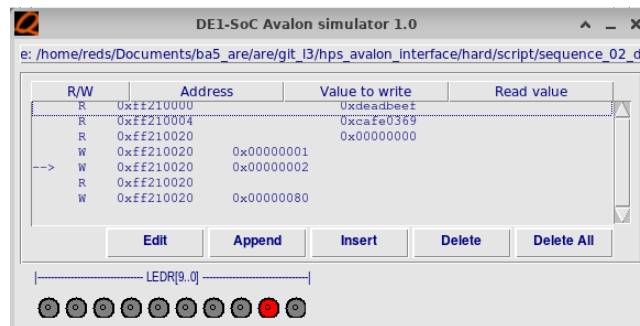 DE1-SoC Avalon simulator 1.0
e: /home/reds/Documents/ba5_are/are/git_l3/hps_avalon_interface/hard/script/sequence_02_d
R/W Address Value to write Read value
R 0xff210000 0xdeadbeef
R 0xff210004 0xcafe0369
R 0xff210020 0x00000000
W 0xff210020 0x00000001
--> W 0xff210020 0x00000002
R 0xff210020
W 0xff210020 0x00000080
Edit Append Insert Delete Delete All
|--------------------------- LEDR[9..0] ---------------------------|